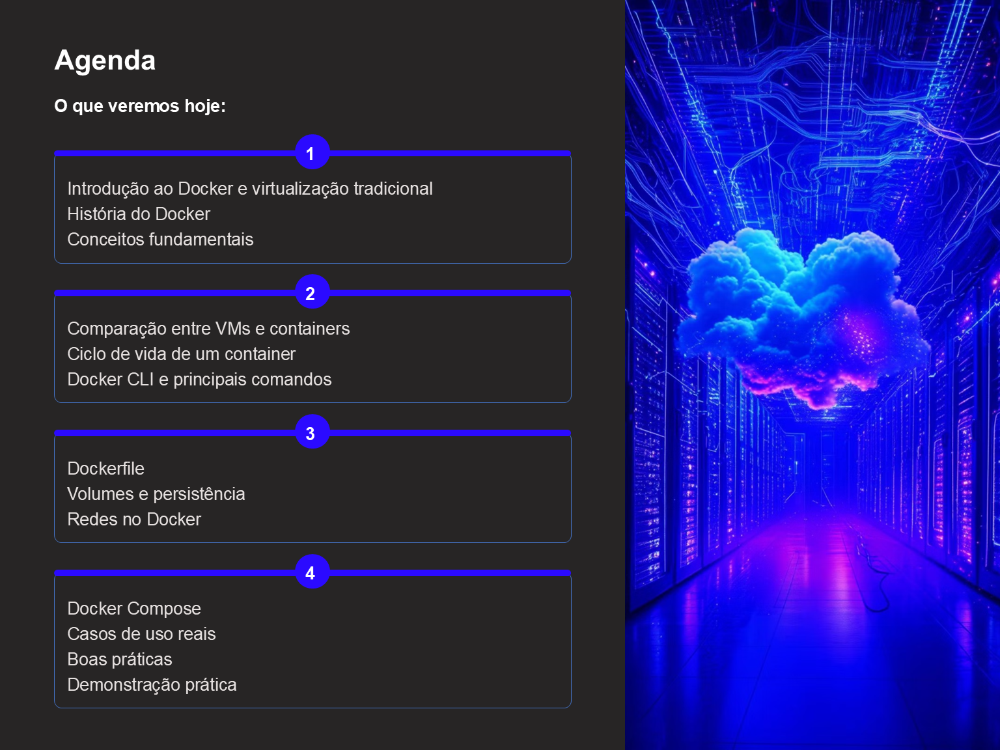 Agenda
O que veremos hoje:
1
Introdução ao Docker e virtualização tradicional
História do Docker
Conceitos fundamentais
2
Comparação entre VMs e containers
Ciclo de vida de um container
Docker CLI e principais comandos
3
Dockerfile
Volumes e persistência
Redes no Docker
4
Docker Compose
Casos de uso reais
Boas práticas
Demonstração prática